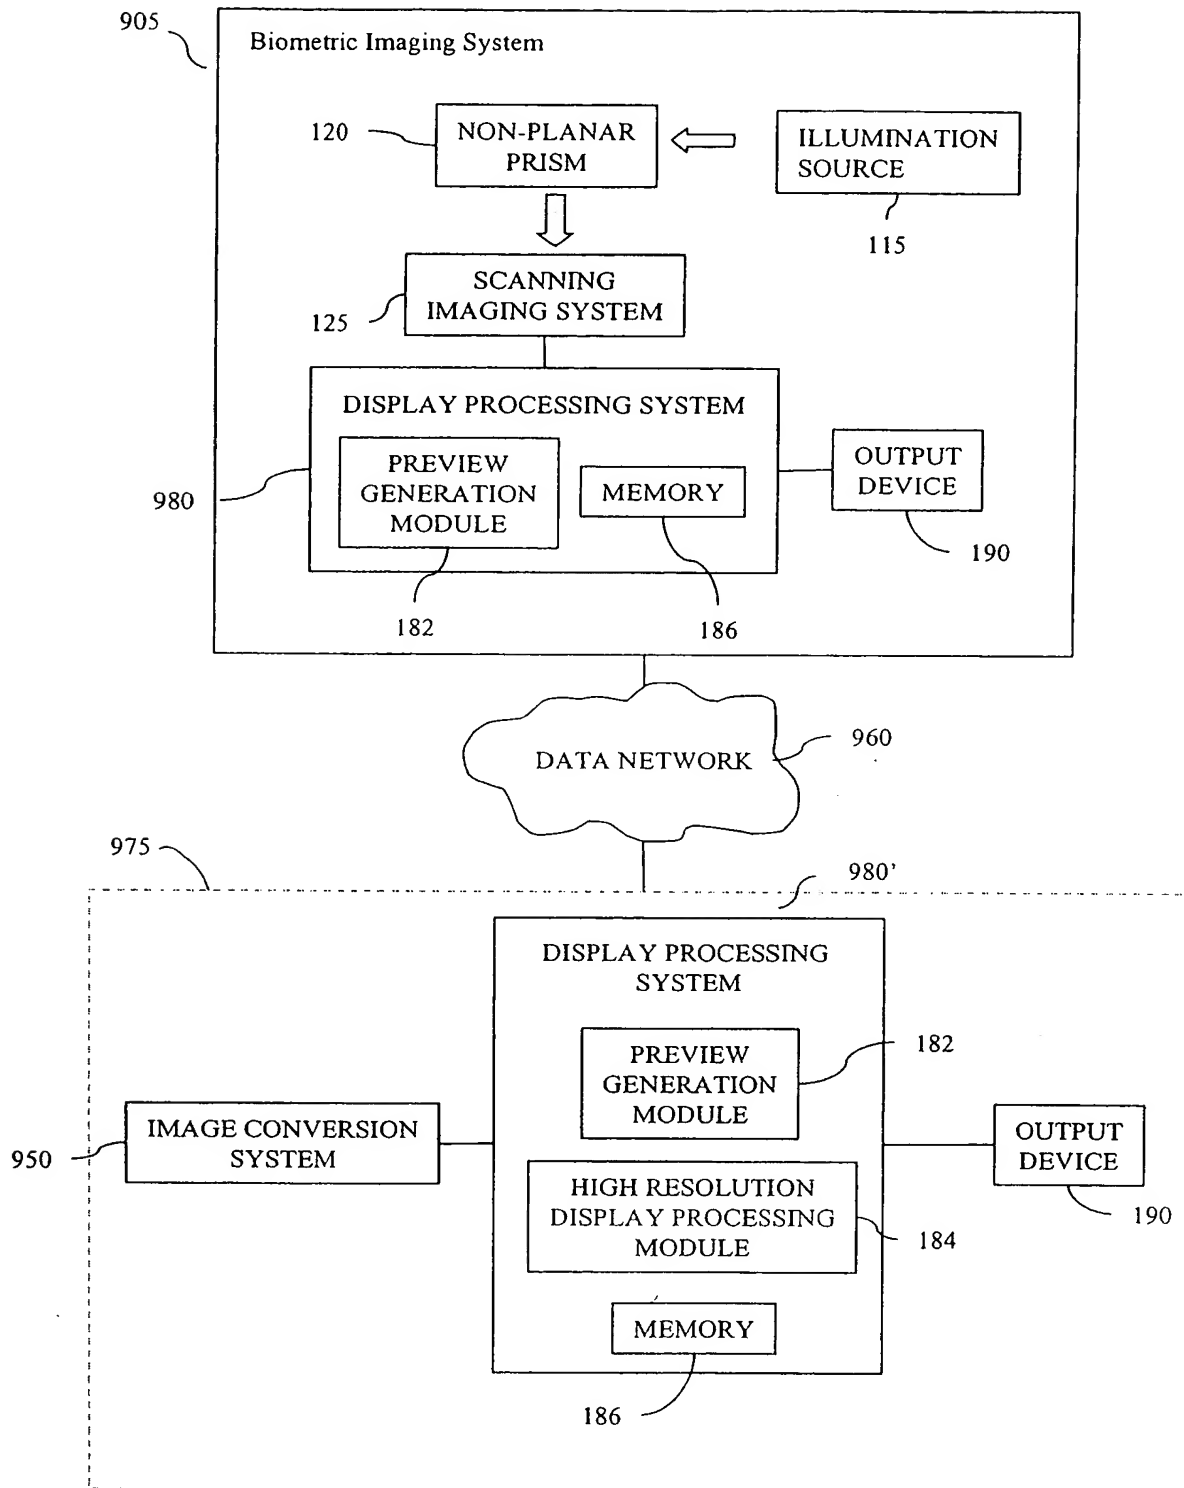 905
Biometric Imaging System
120
NON-PLANAR
PRISM
ILLUMINATION
SOURCE
115
SCANNING
IMAGING SYSTEM
125
DISPLAY PROCESSING SYSTEM
PREVIEW
GENERATION
MODULE
MEMORY
OUTPUT
DEVICE
980
190
182
186
DATA NETWORK
960
975
980'
DISPLAY PROCESSING
SYSTEM
PREVIEW
GENERATION
MODULE
182
IMAGE CONVERSION
SYSTEM
950
OUTPUT
DEVICE
190
HIGH RESOLUTION
DISPLAY PROCESSING
MODULE
184
MEMORY
186